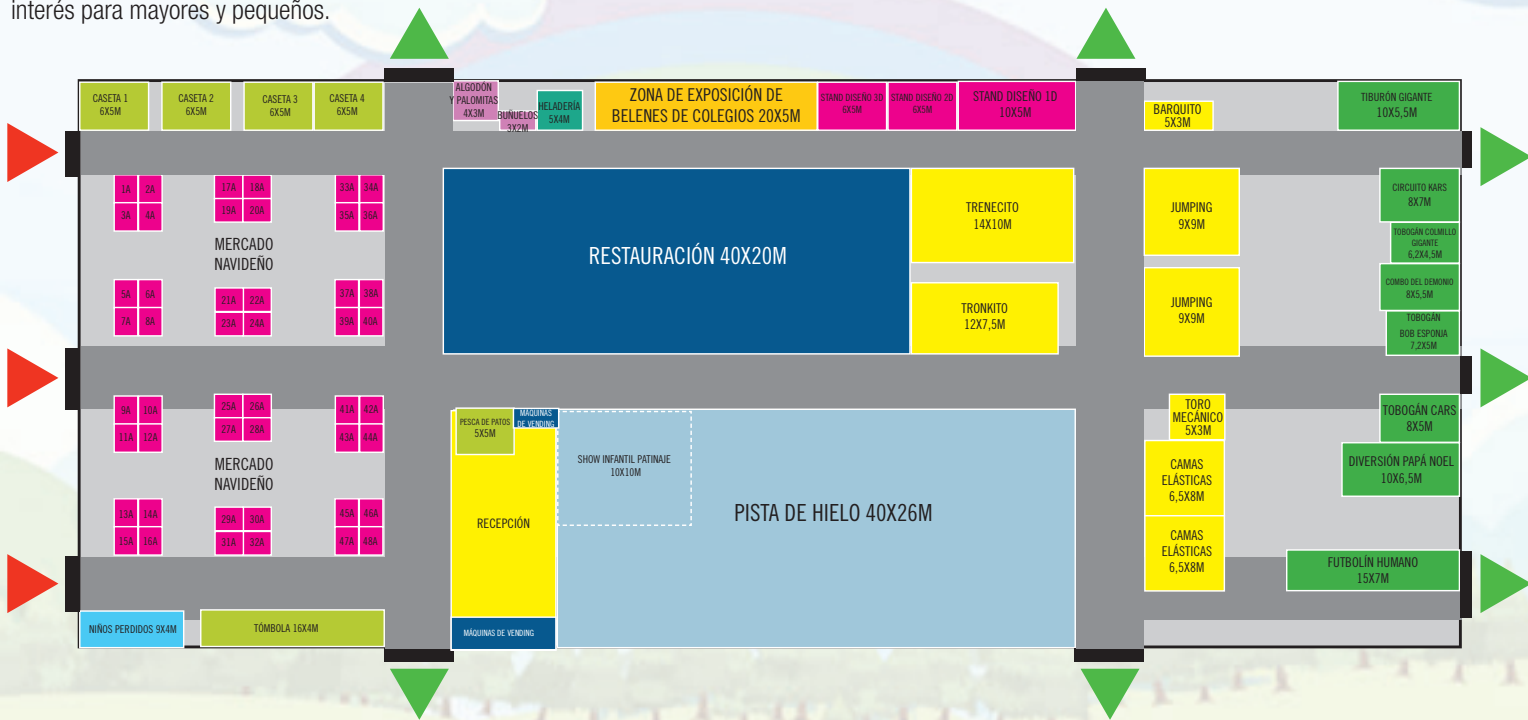 interés para mayores y pequeños.
CASETA 1
6X5M
CASETA 2
6X5M
CASETA 3
6X5M
CASETA 4
6X5M
ALGODÓN
Y PALOMITAS
4X3M
BUÑUELOS
3X2M
HELADERÍA
5X4M
ZONA DE EXPOSICIÓN DE
BELENES DE COLEGIOS 20X5M
STAND DISEÑO 3D
6X5M
STAND DISEÑO 2D
6X5M
STAND DISEÑO 1D
10X5M
BARQUITO
5X3M
TIBURÓN GIGANTE
10X5,5M
1A 2A
3A 4A
17A 18A
19A 20A
33A 34A
35A 36A
MERCADO
NAVIDEÑO
5A 6A
7A 8A
21A 22A
23A 24A
37A 38A
39A 40A
RESTAURACIÓN 40X20M
TRENECITO
14X10M
TRONKITO
12X7,5M
JUMPING
9X9M
JUMPING
9X9M
CIRCUITO KARS
8X7M
TOBOGÁN COLMILLO
GIGANTE
6,2X4,5M
COMBO DEL DEMONIO
8X5,5M
TOBOGÁN
BOB ESPONJA
7,2X5M
9A 10A
11A 12A
25A 26A
27A 28A
41A 42A
43A 44A
MERCADO
NAVIDEÑO
13A 14A
15A 16A
29A 30A
31A 32A
45A 46A
47A 48A
PESCA DE PATOS
5X5M
MÁQUINAS
DE VENDING
SHOW INFANTIL PATINAJE
10X10M
RECEPCIÓN
PISTA DE HIELO 40X26M
MÁQUINAS DE VENDING
TORO
MECÁNICO
5X3M
CAMAS
ELÁSTICAS
6,5X8M
CAMAS
ELÁSTICAS
6,5X8M
TOBOGÁN CARS
8X5M
DIVERSIÓN PAPÁ NOEL
10X6,5M
FUTBOLÍN HUMANO
15X7M
NIÑOS PERDIDOS 9X4M
TÓMBOLA 16X4M